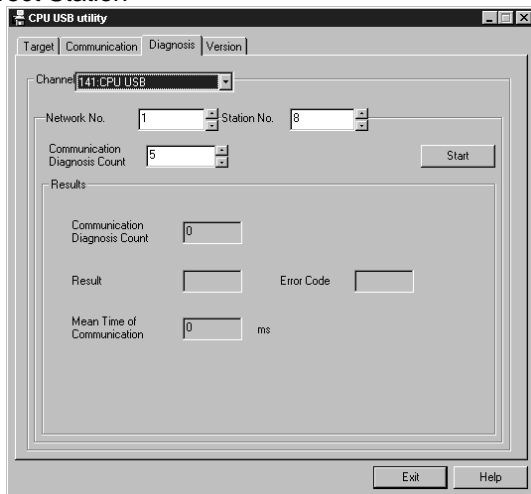 CPU USB utility
Target Communication Diagnosis Version
Channel 141:CPU USB
Network No. 1 Station No. 8
Communication
Diagnosis Count 5 Start
Results
Communication
Diagnosis Count 0
Result Error Code
Mean Time of
Communication 0 ms
Exit Help